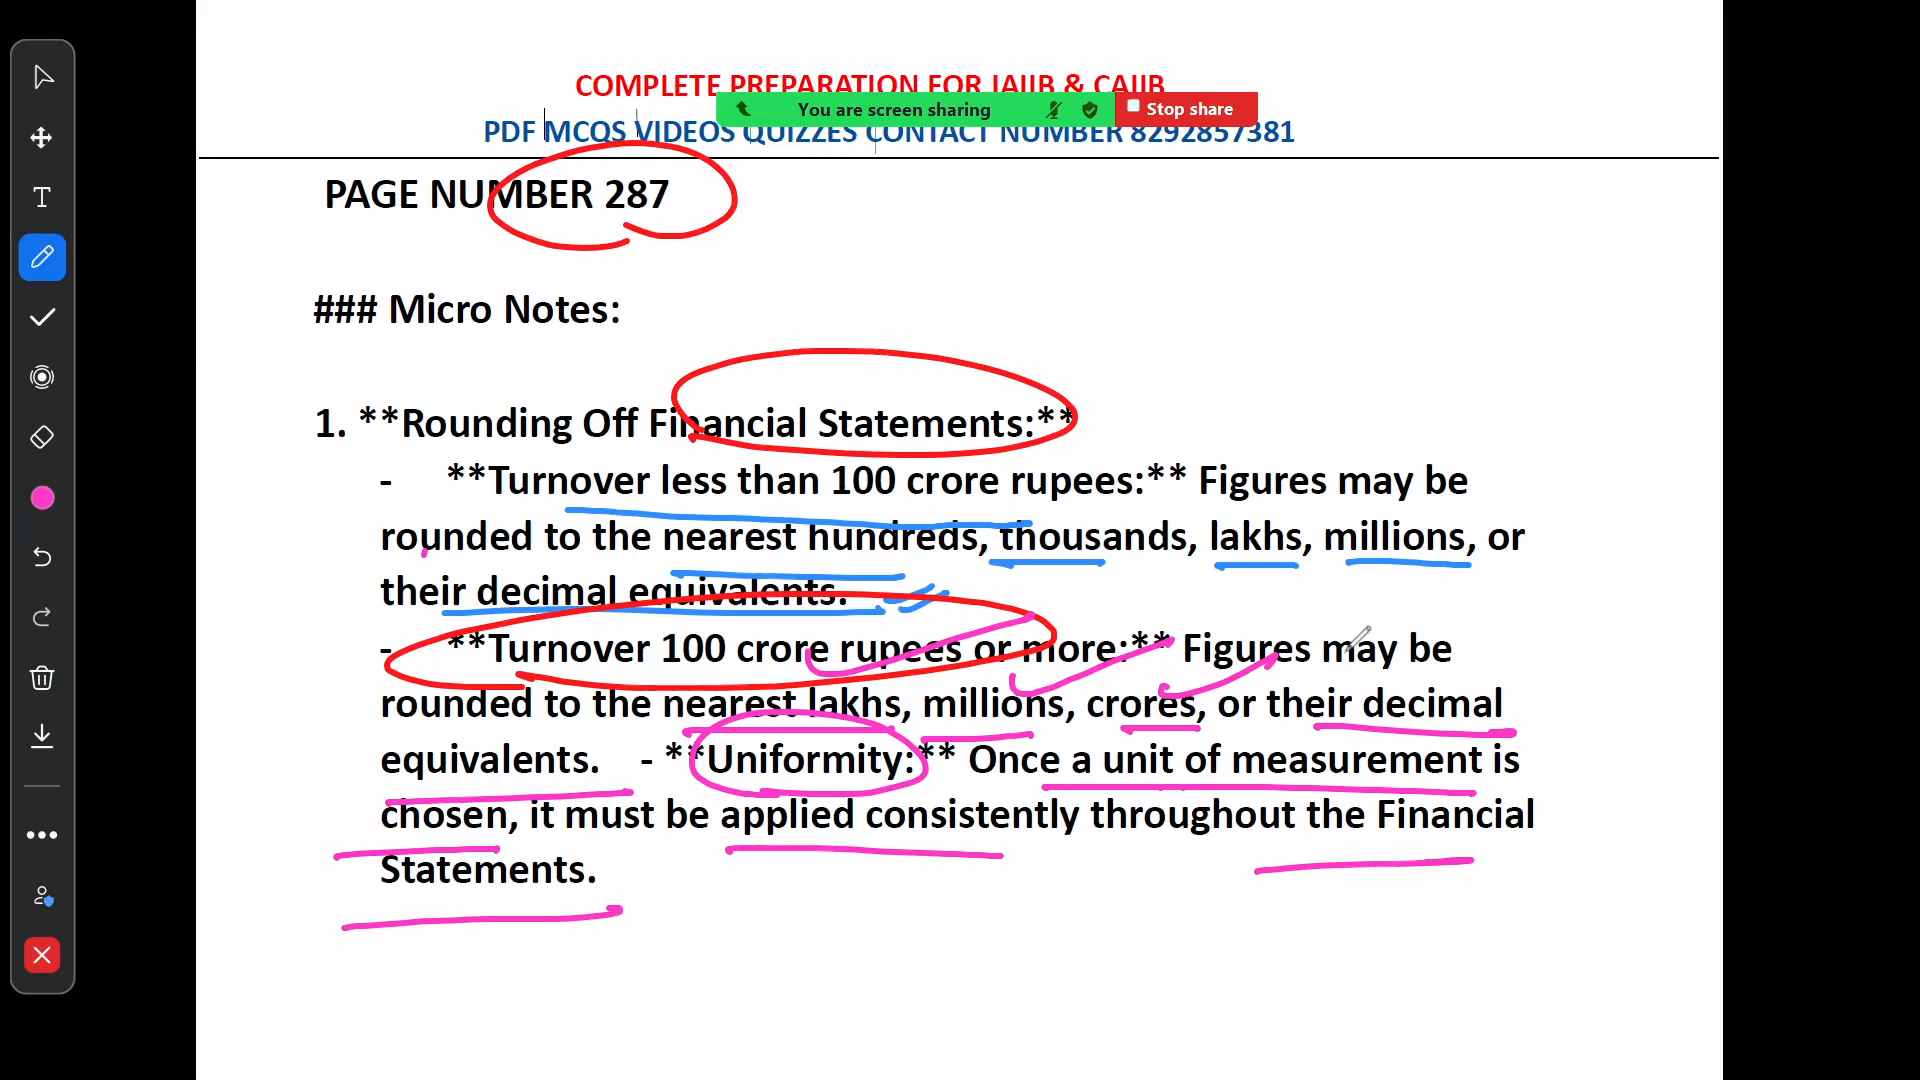 COMPLETE PREPARATION FOR JAIIB & CAIIB
You are screen sharing
Stop share
PDF MCQS VIDEOS QUIZZES CONTACT NUMBER 8292857381
PAGE NUMBER 287
### Micro Notes:
1. **Rounding Off Financial Statements:**
- **Turnover less than 100 crore rupees:** Figures may be
rounded to the nearest hundreds, thousands, lakhs, millions, or
their decimal equivalents.
- **Turnover 100 crore rupees or more:** Figures may be
rounded to the nearest lakhs, millions, crores, or their decimal
equivalents. - **Uniformity:** Once a unit of measurement is
chosen, it must be applied consistently throughout the Financial
Statements.